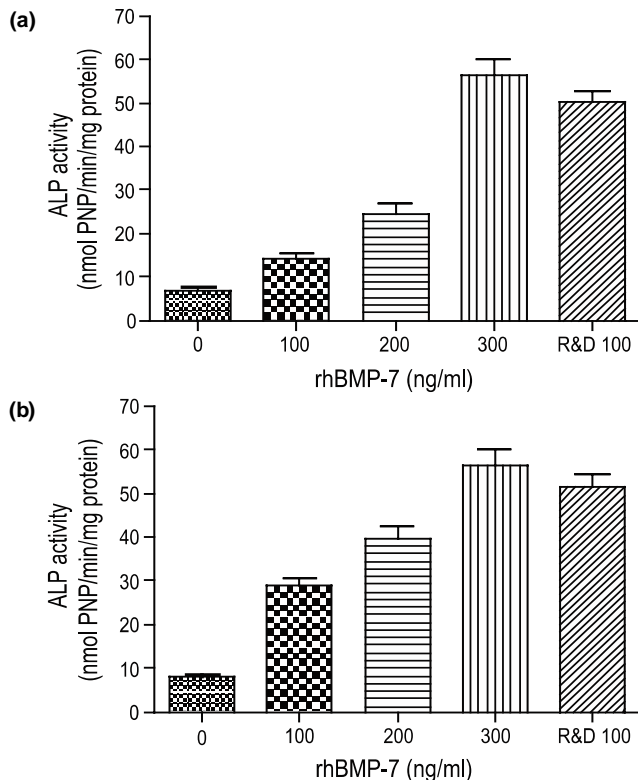 (a)
70
60
50
40
30
20
10
0
ALP activity
(nmol PNP/min/mg protein)
0 100 200 300 R&D 100
rhBMP-7 (ng/ml)
(b)
70
60
50
40
30
20
10
0
ALP activity
(nmol PNP/min/mg protein)
0 100 200 300 R&D 100
rhBMP-7 (ng/ml)